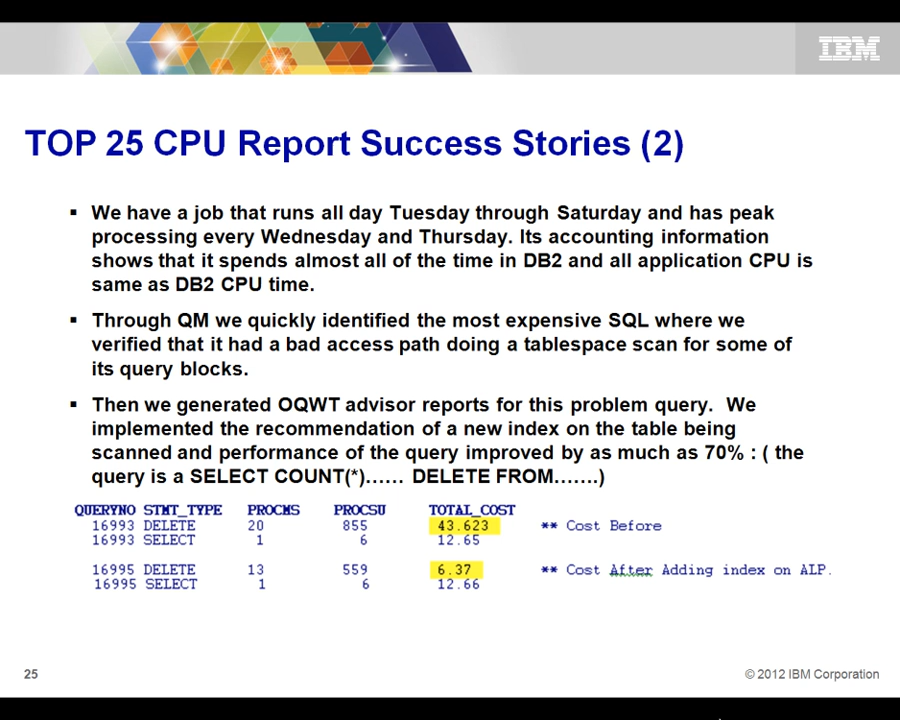 IBM
TOP 25 CPU Report Success Stories (2)
▪ We have a job that runs all day Tuesday through Saturday and has peak
processing every Wednesday and Thursday. Its accounting information
shows that it spends almost all of the time in DB2 and all application CPU is
same as DB2 CPU time.
▪ Through QM we quickly identified the most expensive SQL where we
verified that it had a bad access path doing a tablespace scan for some of
its query blocks.
▪ Then we generated OQWT advisor reports for this problem query. We
implemented the recommendation of a new index on the table being
scanned and performance of the query improved by as much as 70% : ( the
query is a SELECT COUNT(*)…… DELETE FROM…….)
QUERYNO STMT_TYPE PROCMS PROCSU TOTAL_COST
16993 DELETE 20 855 43.623 ** Cost Before
16993 SELECT 1 6 12.65
16995 DELETE 13 559 6.37 ** Cost After Adding index on ALP.
16995 SELECT 1 6 12.66
25 © 2012 IBM Corporation